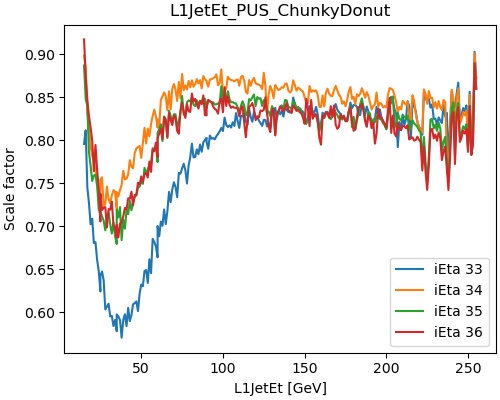 L1JetEt_PUS_ChunkyDonut
Scale factor
0.90
0.85
0.80
0.75
0.70
0.65
0.60
iEta 33
iEta 34
iEta 35
iEta 36
50
100
150
200
250
L1JetEt [GeV]